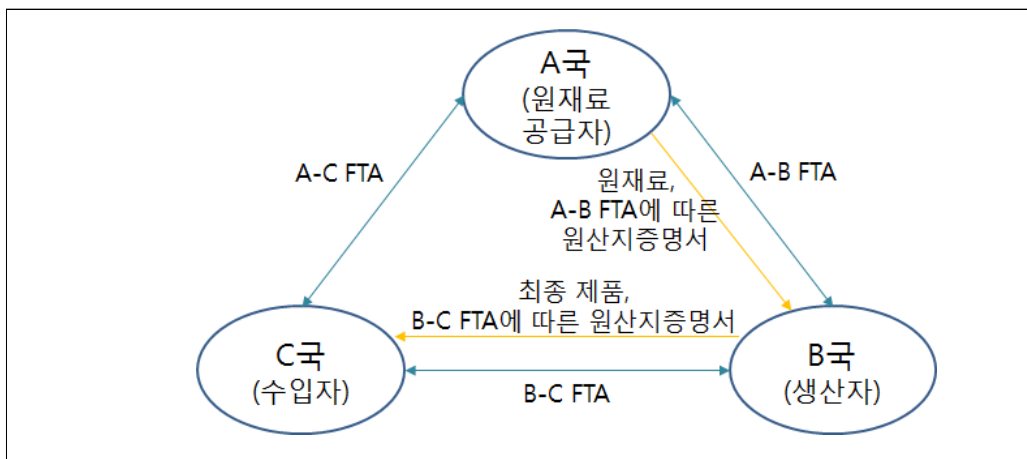 A국
(원재료
공급자)
A-C FTA
A-B FTA
원재료,
A-B FTA에 따른
원산지증명서
최종 제품,
B-C FTA에 따른 원산지증명서
C국
(수입자)
B국
(생산자)
B-C FTA